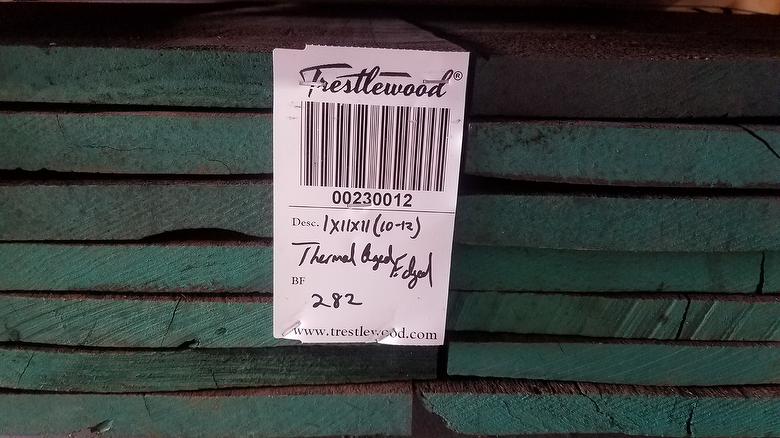 Trestlewood®
00230012
Desc. 1x11x11 (10-12)
Thermal Aged Edged
BF
282
www.trestlewood.com